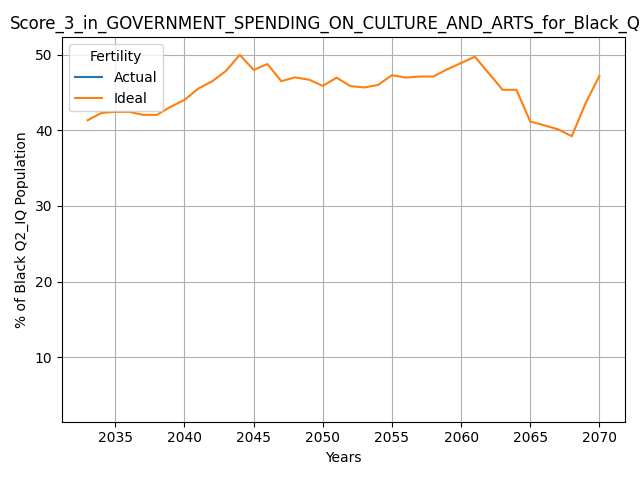 Score_3_in_GOVERNMENT_SPENDING_ON_CULTURE_AND_ARTS_for_Black_Q
Fertility
Actual
Ideal
50
40
30
20
10
% of Black Q2_IQ Population
2035 2040 2045 2050 2055 2060 2065 2070
Years